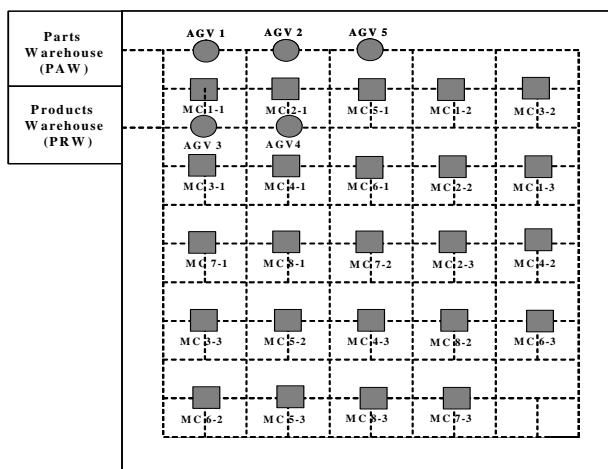 Parts
Warehouse
(PAW)
Products
Warehouse
(PRW)
AGV 1 AGV 2 AGV 5
MC1-1 MC2-1 MC5-1 MC1-2 MC3-2
AGV 3 AGV4
MC3-1 MC4-1 MC6-1 MC2-2 MC1-3
MC7-1 MC8-1 MC7-2 MC2-3 MC4-2
MC3-3 MC5-2 MC4-3 MC8-2 MC6-3
MC6-2 MC5-3 MC8-3 MC7-3